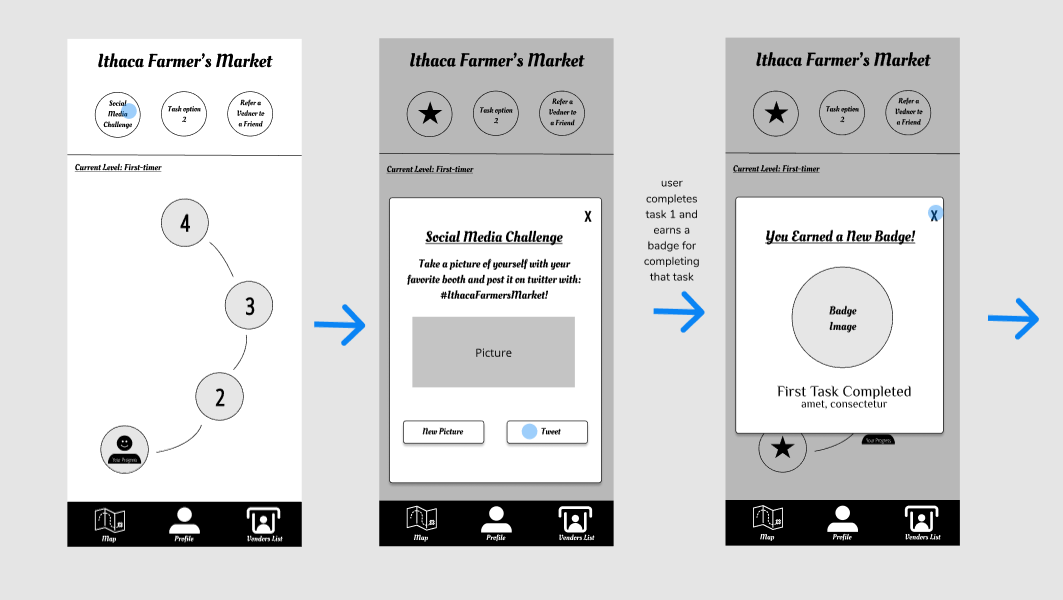 Ithaca Farmer's Market
Social
Media
Challenge
Task option
2
Refer a
Vedner to
a Friend
Current Level: First-timer
4
3
2
Your Progress
Map
Profile
Venders List
Ithaca Farmer's Market
Task option
2
Refer a
Vedner to
a Friend
Current Level: First-timer
X
Social Media Challenge
Take a picture of yourself with your
favorite booth and post it on twitter with:
#IthacaFarmersMarket!
Picture
New Picture
Tweet
Map
Profile
Venders List
user
completes
task 1 and
earns a
badge for
completing
that task
Ithaca Farmer's Market
Task option
2
Refer a
Vedner to
a Friend
Current Level: First-timer
X
You Earned a New Badge!
Badge
Image
First Task Completed
amet, consectetur
Your Progress
Map
Profile
Venders List